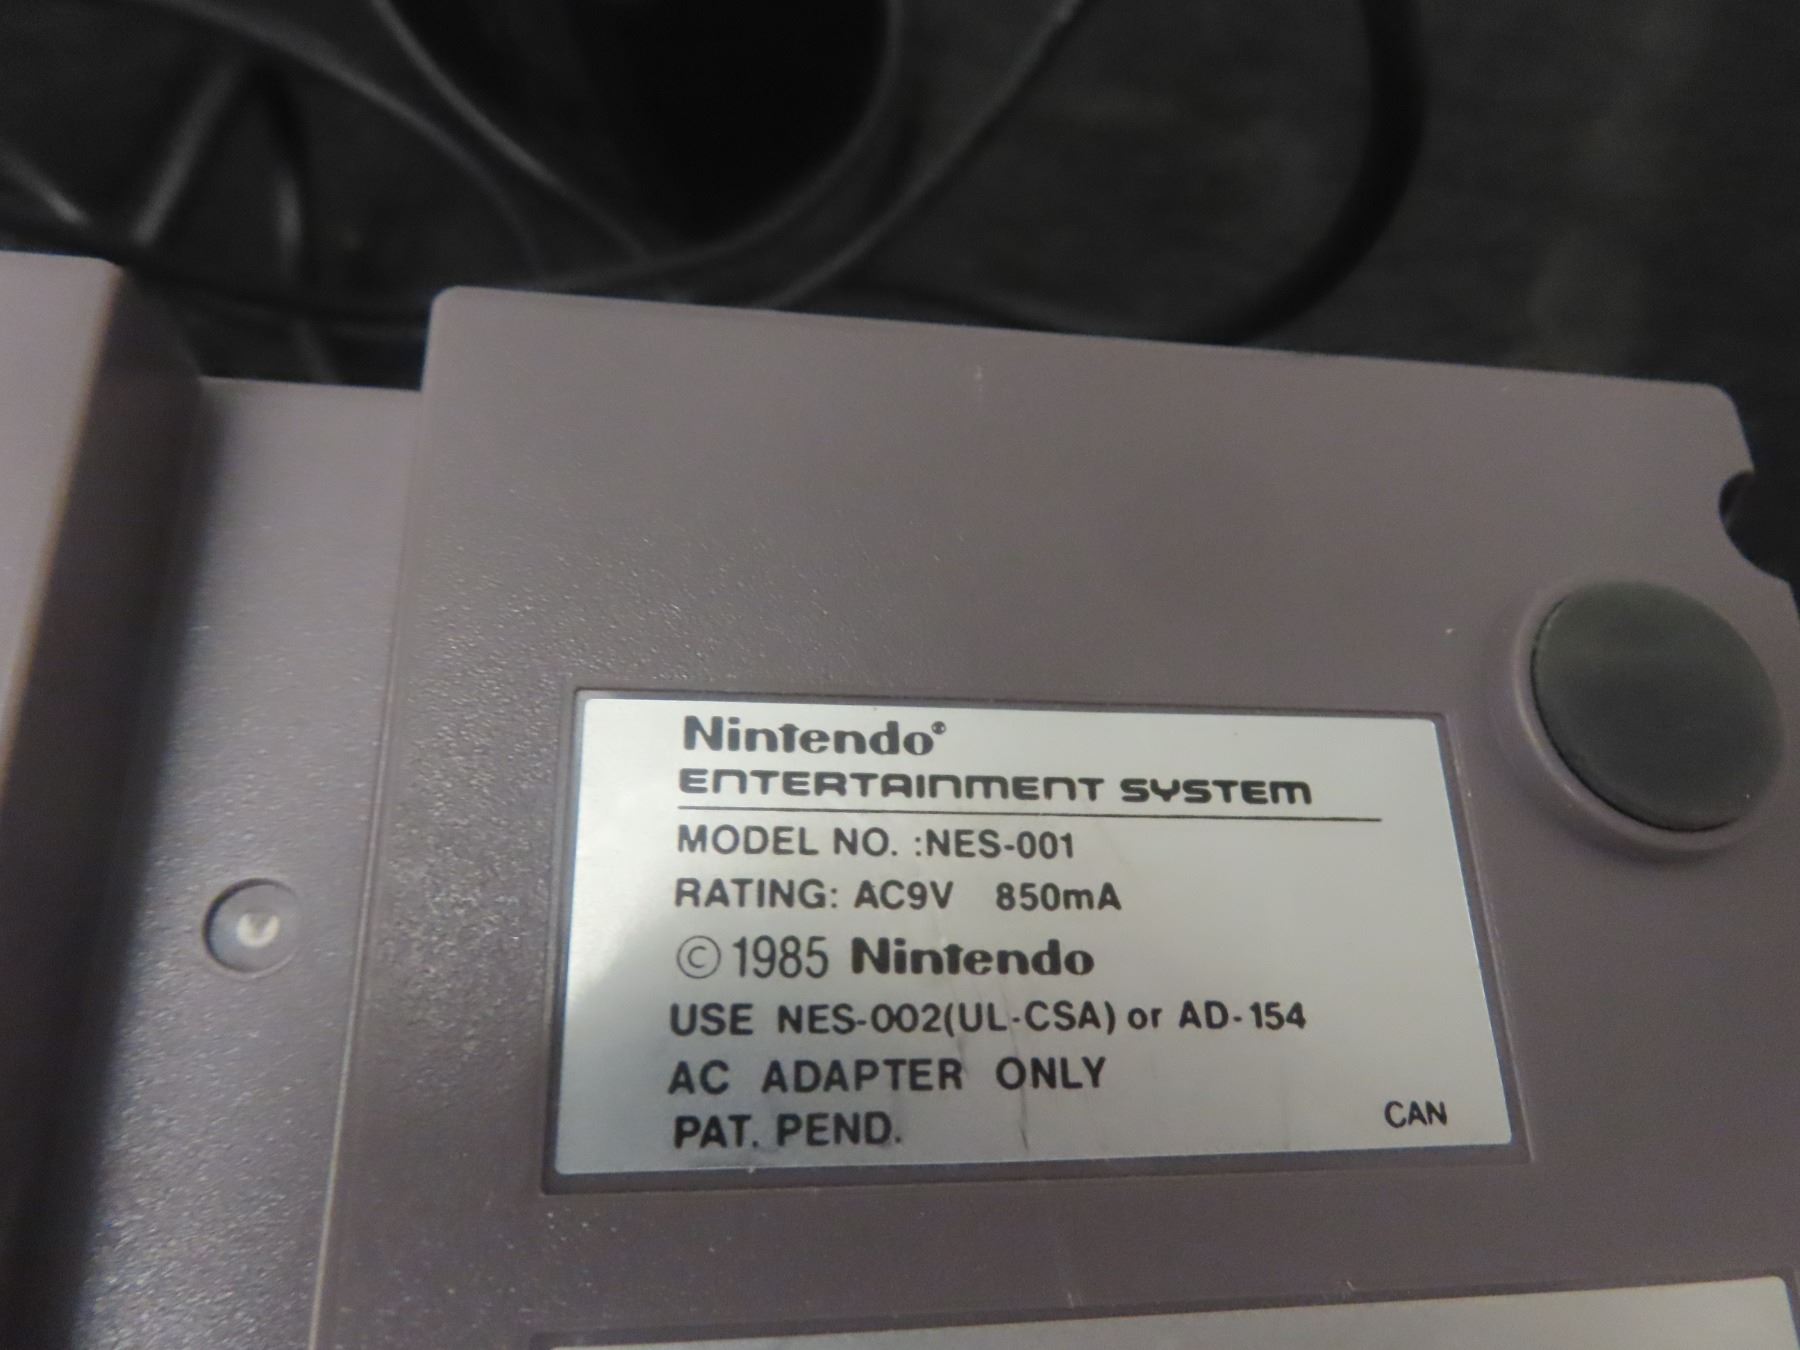 Nintendo®
ENTERTAINMENT SYSTEM
MODEL NO. :NES-001
RATING: AC9V 850mA
©1985 Nintendo
USE NES-002(UL-CSA) or AD-154
AC ADAPTER ONLY
PAT. PEND.
CAN